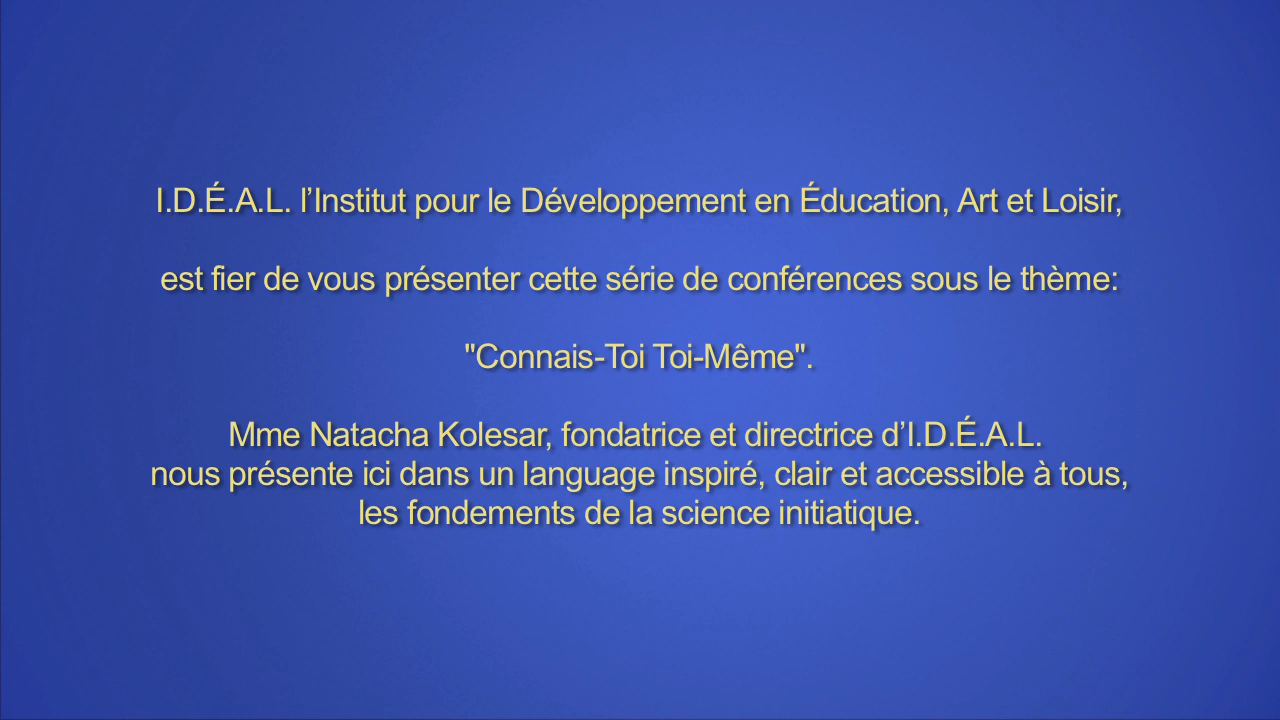 I.D.É.A.L. l’Institut pour le Développement en Éducation, Art et Loisir,
est fier de vous présenter cette série de conférences sous le thème:
"Connais-Toi Toi-Même".
Mme Natacha Kolesar, fondatrice et directrice d’I.D.É.A.L.
nous présente ici dans un language inspiré, clair et accessible à tous,
les fondements de la science initiatique.